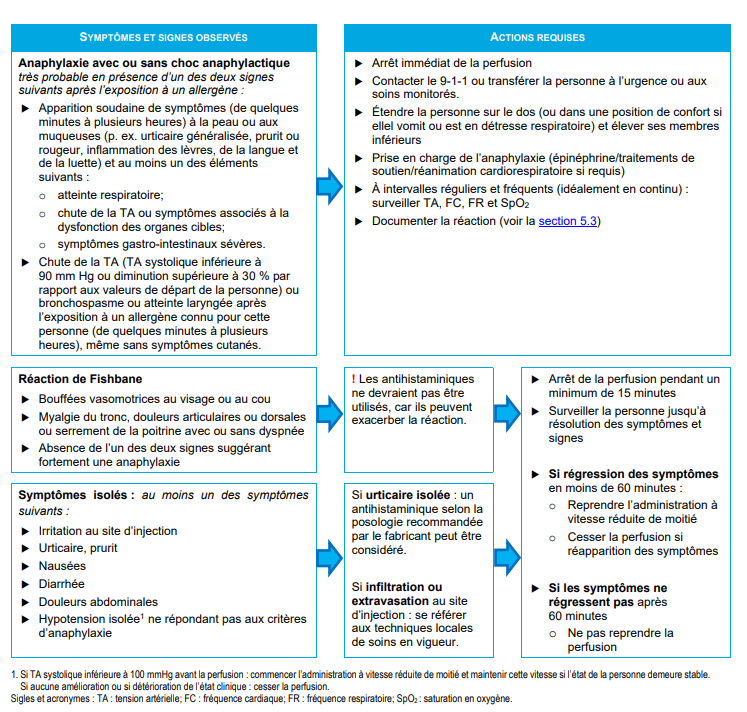 SYMPTÔMES ET SIGNES OBSERVÉS
ACTIONS REQUISES
Anaphylaxie avec ou sans choc anaphylactique
très probable en présence d'un des deux signes
suivants après l'exposition à un allergène :
► Apparition soudaine de symptômes (de quelques
minutes à plusieurs heures) à la peau ou aux
muqueuses (p. ex. urticaire généralisée, prurit ou
rougeur, inflammation des lèvres, de la langue et
de la luette) et au moins un des éléments
suivants :
o atteinte respiratoire;
o chute de la TA ou symptômes associés à la
dysfonction des organes cibles;
o symptômes gastro-intestinaux sévères.
► Chute de la TA (TA systolique inférieure à
90 mm Hg ou diminution supérieure à 30 % par
rapport aux valeurs de départ de la personne) ou
bronchospasme ou atteinte laryngée après
l'exposition à un allergène connu pour cette
personne (de quelques minutes à plusieurs
heures), même sans symptômes cutanés.
► Arrêt immédiat de la perfusion
► Contacter le 9-1-1 ou transférer la personne à l'urgence ou aux
soins monitorés.
► Étendre la personne sur le dos (ou dans une position de confort si
ellel vomit ou est en détresse respiratoire) et élever ses membres
inférieurs
► Prise en charge de l'anaphylaxie (épinéphrine/traitements de
soutien/réanimation cardiorespiratoire si requis)
► À intervalles réguliers et fréquents (idéalement en continu) :
surveiller TA, FC, FR et SpO₂
► Documenter la réaction (voir la section 5.3)
Réaction de Fishbane
► Bouffées vasomotrices au visage ou au cou
► Myalgie du tronc, douleurs articulaires ou dorsales
ou serrement de la poitrine avec ou sans dyspnée
► Absence de l'un des deux signes suggérant
fortement une anaphylaxie
! Les antihistaminiques
ne devraient pas être
utilisés, car ils peuvent
exacerber la réaction.
Symptômes isolés : au moins un des symptômes
suivants :
► Irritation au site d'injection
► Urticaire, prurit
► Nausées
► Diarrhée
► Douleurs abdominales
► Hypotension isolée¹ ne répondant pas aux critères
d'anaphylaxie
Si urticaire isolée : un
antihistaminique selon la
posologie recommandée
par le fabricant peut être
considéré.
Si infiltration ou
extravasation au site
d'injection : se référer
aux techniques locales
de soins en vigueur.
► Arrêt de la perfusion pendant un
minimum de 15 minutes
► Surveiller la personne jusqu'à
résolution des symptômes et
signes
► Si régression des symptômes
en moins de 60 minutes :
o Reprendre l'administration à
vitesse réduite de moitié
o Cesser la perfusion si
réapparition des symptômes
► Si les symptômes ne
régressent pas après
60 minutes
o Ne pas reprendre la
perfusion
1. Si TA systolique inférieure à 100 mmHg avant la perfusion : commencer l'administration à vitesse réduite de moitié et maintenir cette vitesse si l'état de la personne demeure stable.
Si aucune amélioration ou si détérioration de l'état clinique : cesser la perfusion.
Sigles et acronymes : TA : tension artérielle; FC : fréquence cardiaque; FR : fréquence respiratoire; SpO₂ : saturation en oxygène.